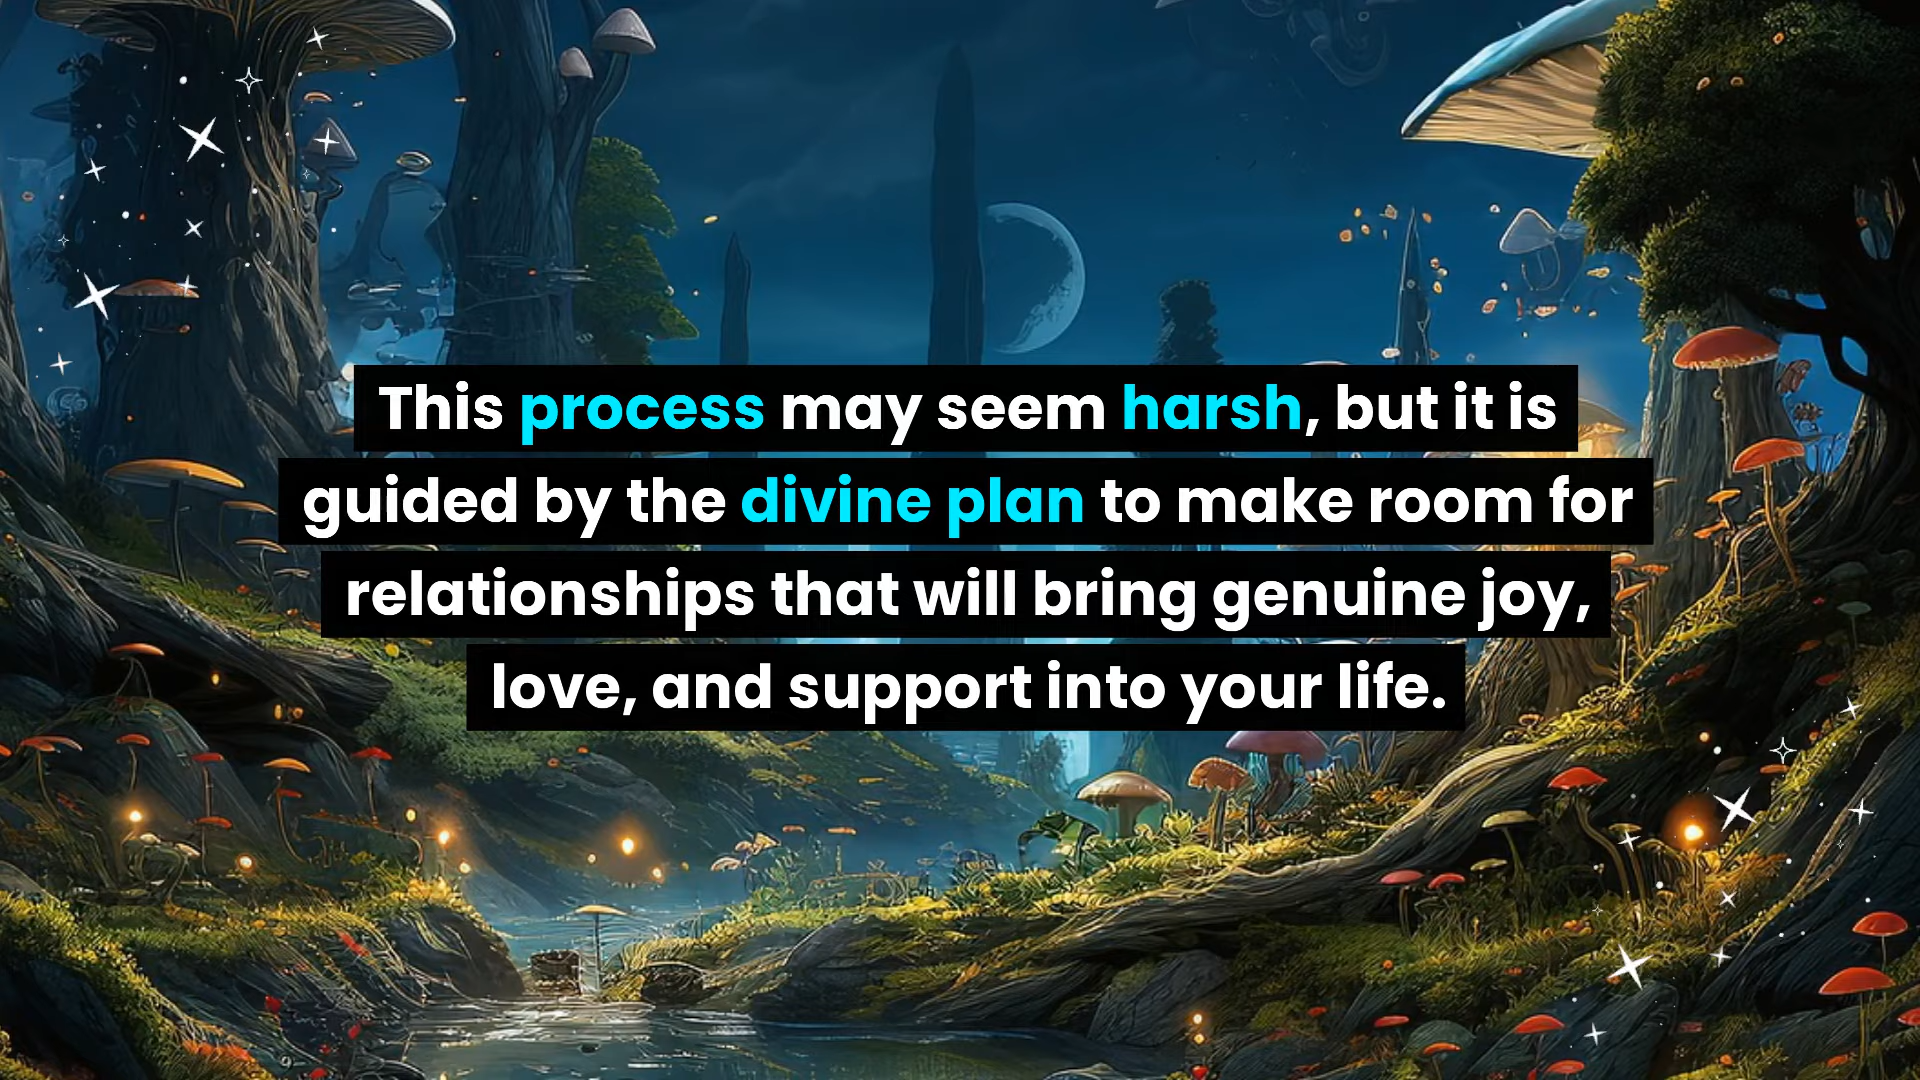 This process may seem harsh, but it is
guided by the divine plan to make room for
relationships that will bring genuine joy,
love, and support into your life.